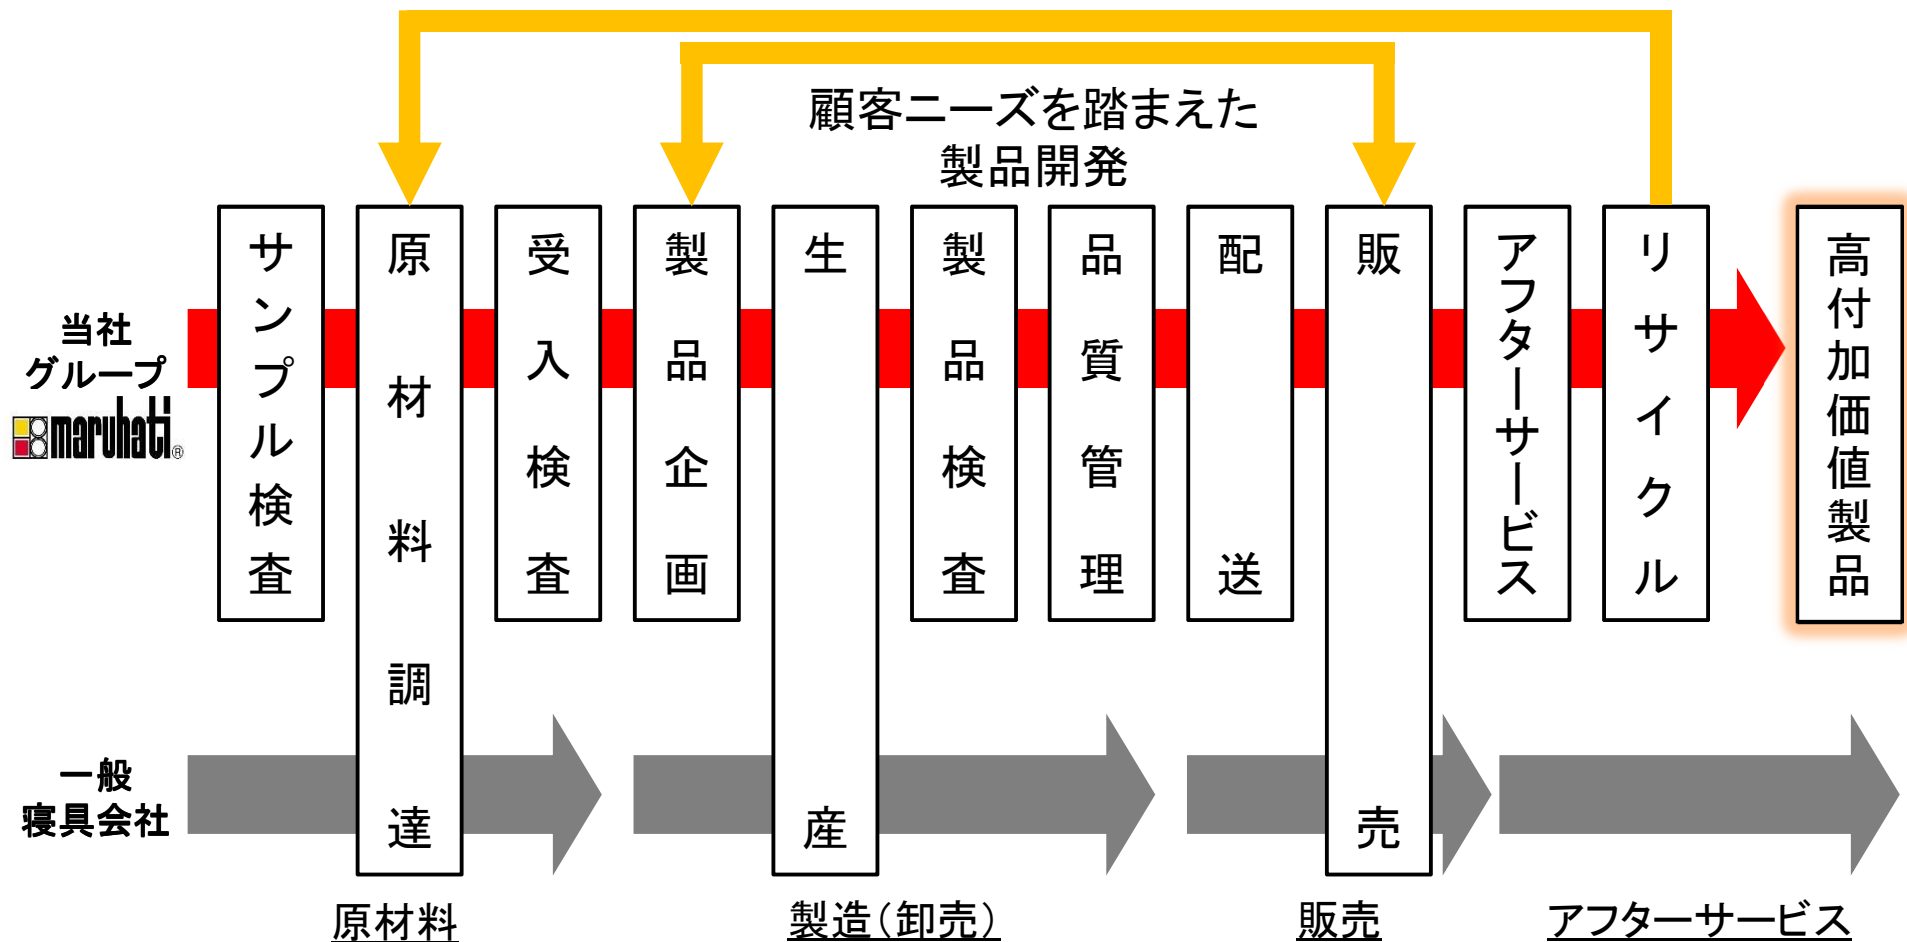 顧客ニーズを踏まえた
製品開発
サンプル検査
原材料調達
受入検査
製品企画
生産
製品検査
品質管理
配送
販売
アフターサービス
リサイクル
高付加価値製品
当社
グループ
maruhati®
一般
寝具会社
原材料
製造(卸売)
販売
アフターサービス